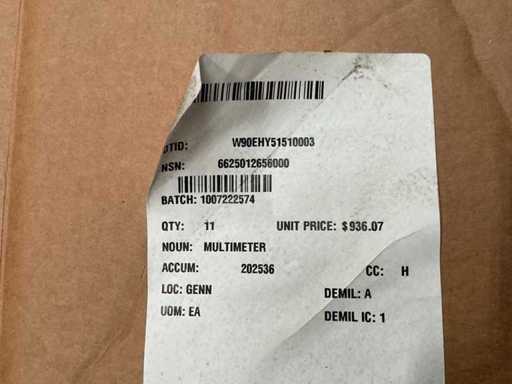 DTID: W90EHY51510003
NSN: 6625012656000
BATCH: 1007222574
QTY: 11 UNIT PRICE: $936.07
NOUN: MULTIMETER
ACCUM: 202536 CC: H
LOC: GENN DEMIL: A
UOM: EA DEMIL IC: 1